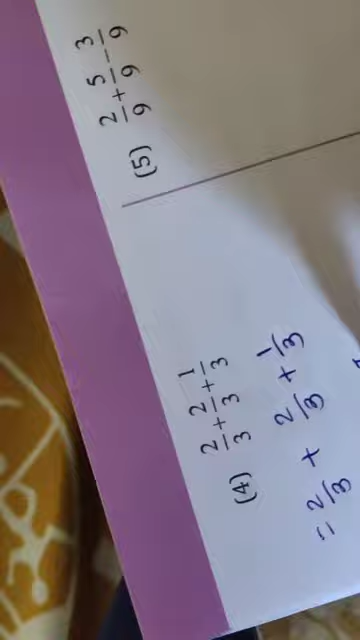 (4) 2/3 + 2/3 + 1/3
= 2/3 + 2/3 + 1/3
(5) 2/9 + 5/9 - 3/9